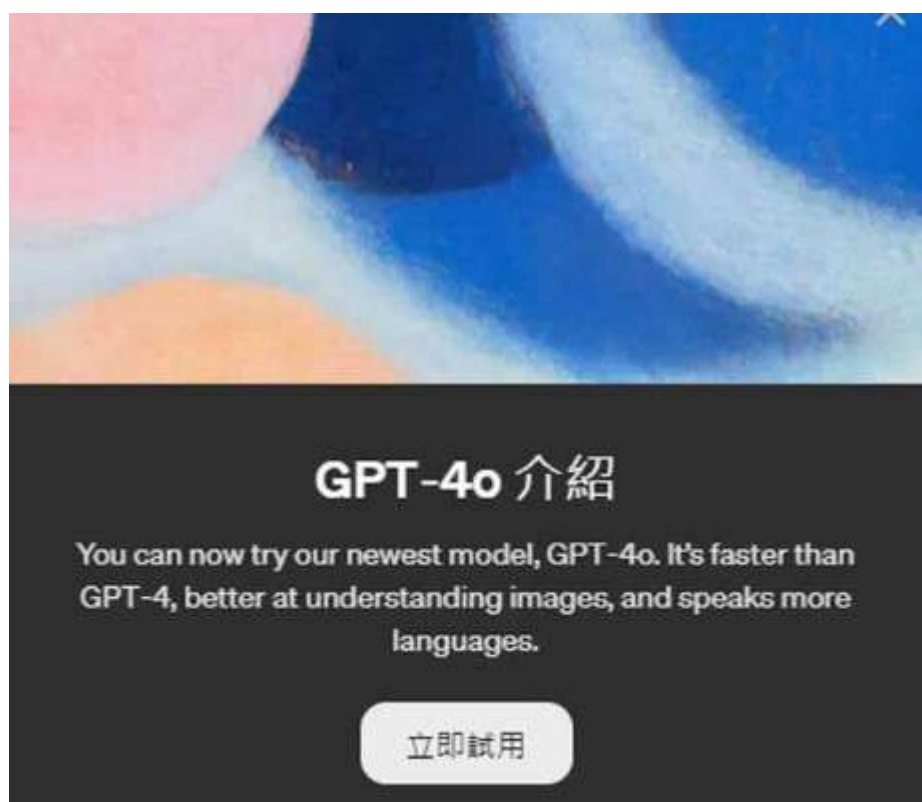 GPT-4o 介紹
You can now try our newest model, GPT-4o. It's faster than
GPT-4, better at understanding images, and speaks more
languages.
立即試用